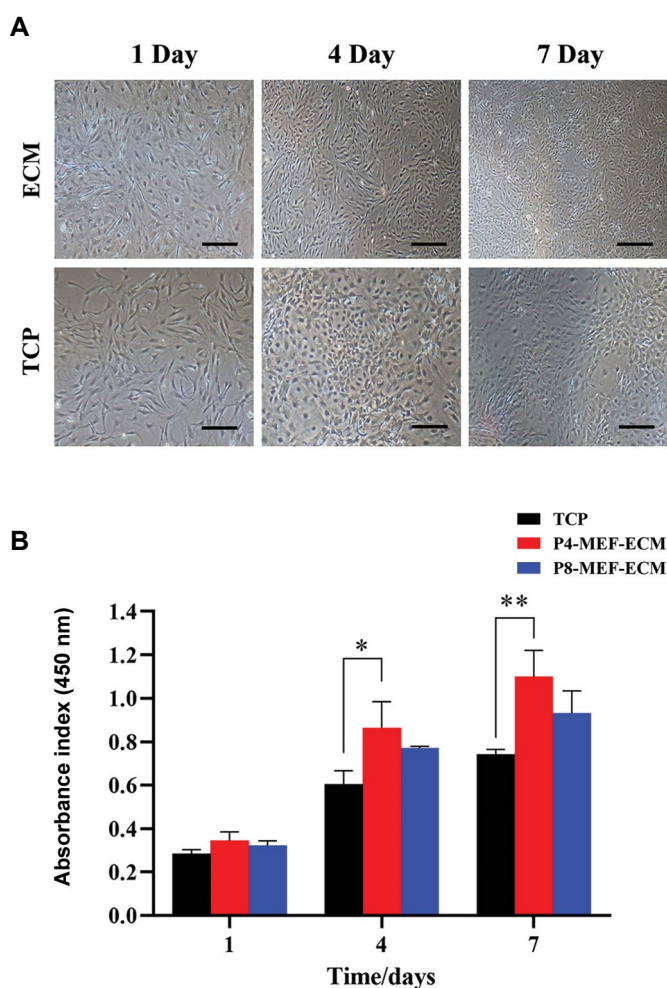 A
1 Day 4 Day 7 Day
ECM
TCP
B
TCP
P4-MEF-ECM
P8-MEF-ECM
Absorbance index (450 nm)
1.4
1.2
1.0
0.8
0.6
0.4
0.2
0.0
*
**
1 4 7
Time/days